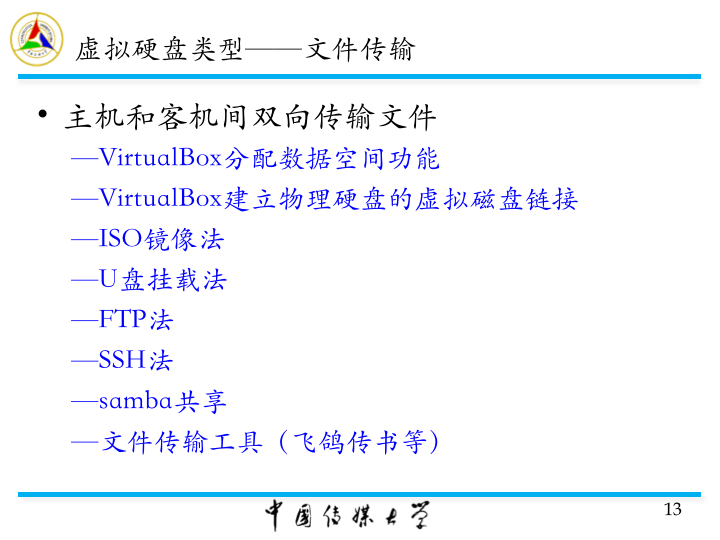 虚拟硬盘类型——文件传输
• 主机和客机间双向传输文件
—VirtualBox分配数据空间功能
—VirtualBox建立物理硬盘的虚拟磁盘链接
—ISO镜像法
—U盘挂载法
—FTP法
—SSH法
—samba共享
—文件传输工具（飞鸽传书等）
中国传媒大学
13